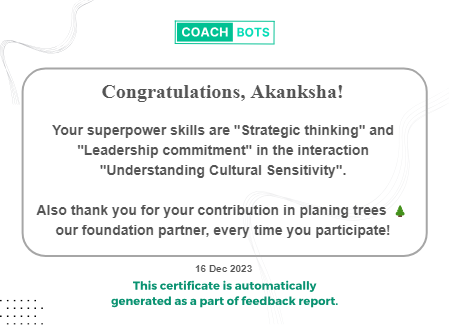 COACH BOTS
Congratulations, Akanksha!
Your superpower skills are "Strategic thinking" and
"Leadership commitment" in the interaction
"Understanding Cultural Sensitivity".
Also thank you for your contribution in planing trees 🌲
our foundation partner, every time you participate!
16 Dec 2023
This certificate is automatically
generated as a part of feedback report.